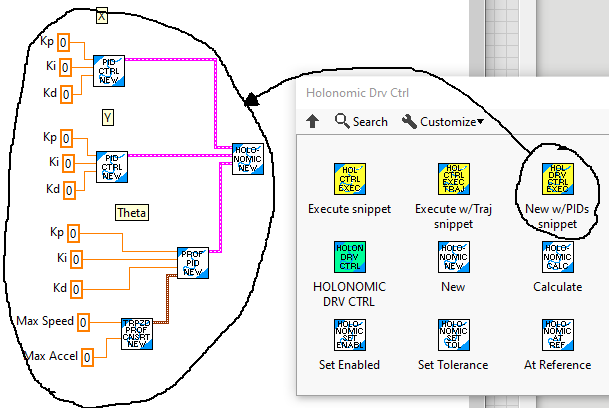 X
Kp 0
Ki 0
Kd 0
PID CTRL NEW
Y
Kp 0
Ki 0
Kd 0
PID CTRL NEW
HOLO-NOMIC NEW
Theta
Kp 0
Ki 0
Kd 0
PROF PID NEW
Max Speed 0
Max Accel 0
TRPZD PROF CNSRT NEW
Holonomic Drv Ctrl
Search Customize
HOL CTRL EXEC
HOL CTRL EXEC TRAJ
HOL DRV CTRL NEW
Execute snippet
Execute w/Traj snippet
New w/PIDs snippet
HOLON DRV CTRL
HOLO-NOMIC NEW
HOLO-NOMIC CALC
HOLONOMIC DRV CTRL
New
Calculate
HOLO-NOMIC SET ENABL
HOLO-NOMIC SET TOL
HOLO-NOMIC AT REF
Set Enabled
Set Tolerance
At Reference